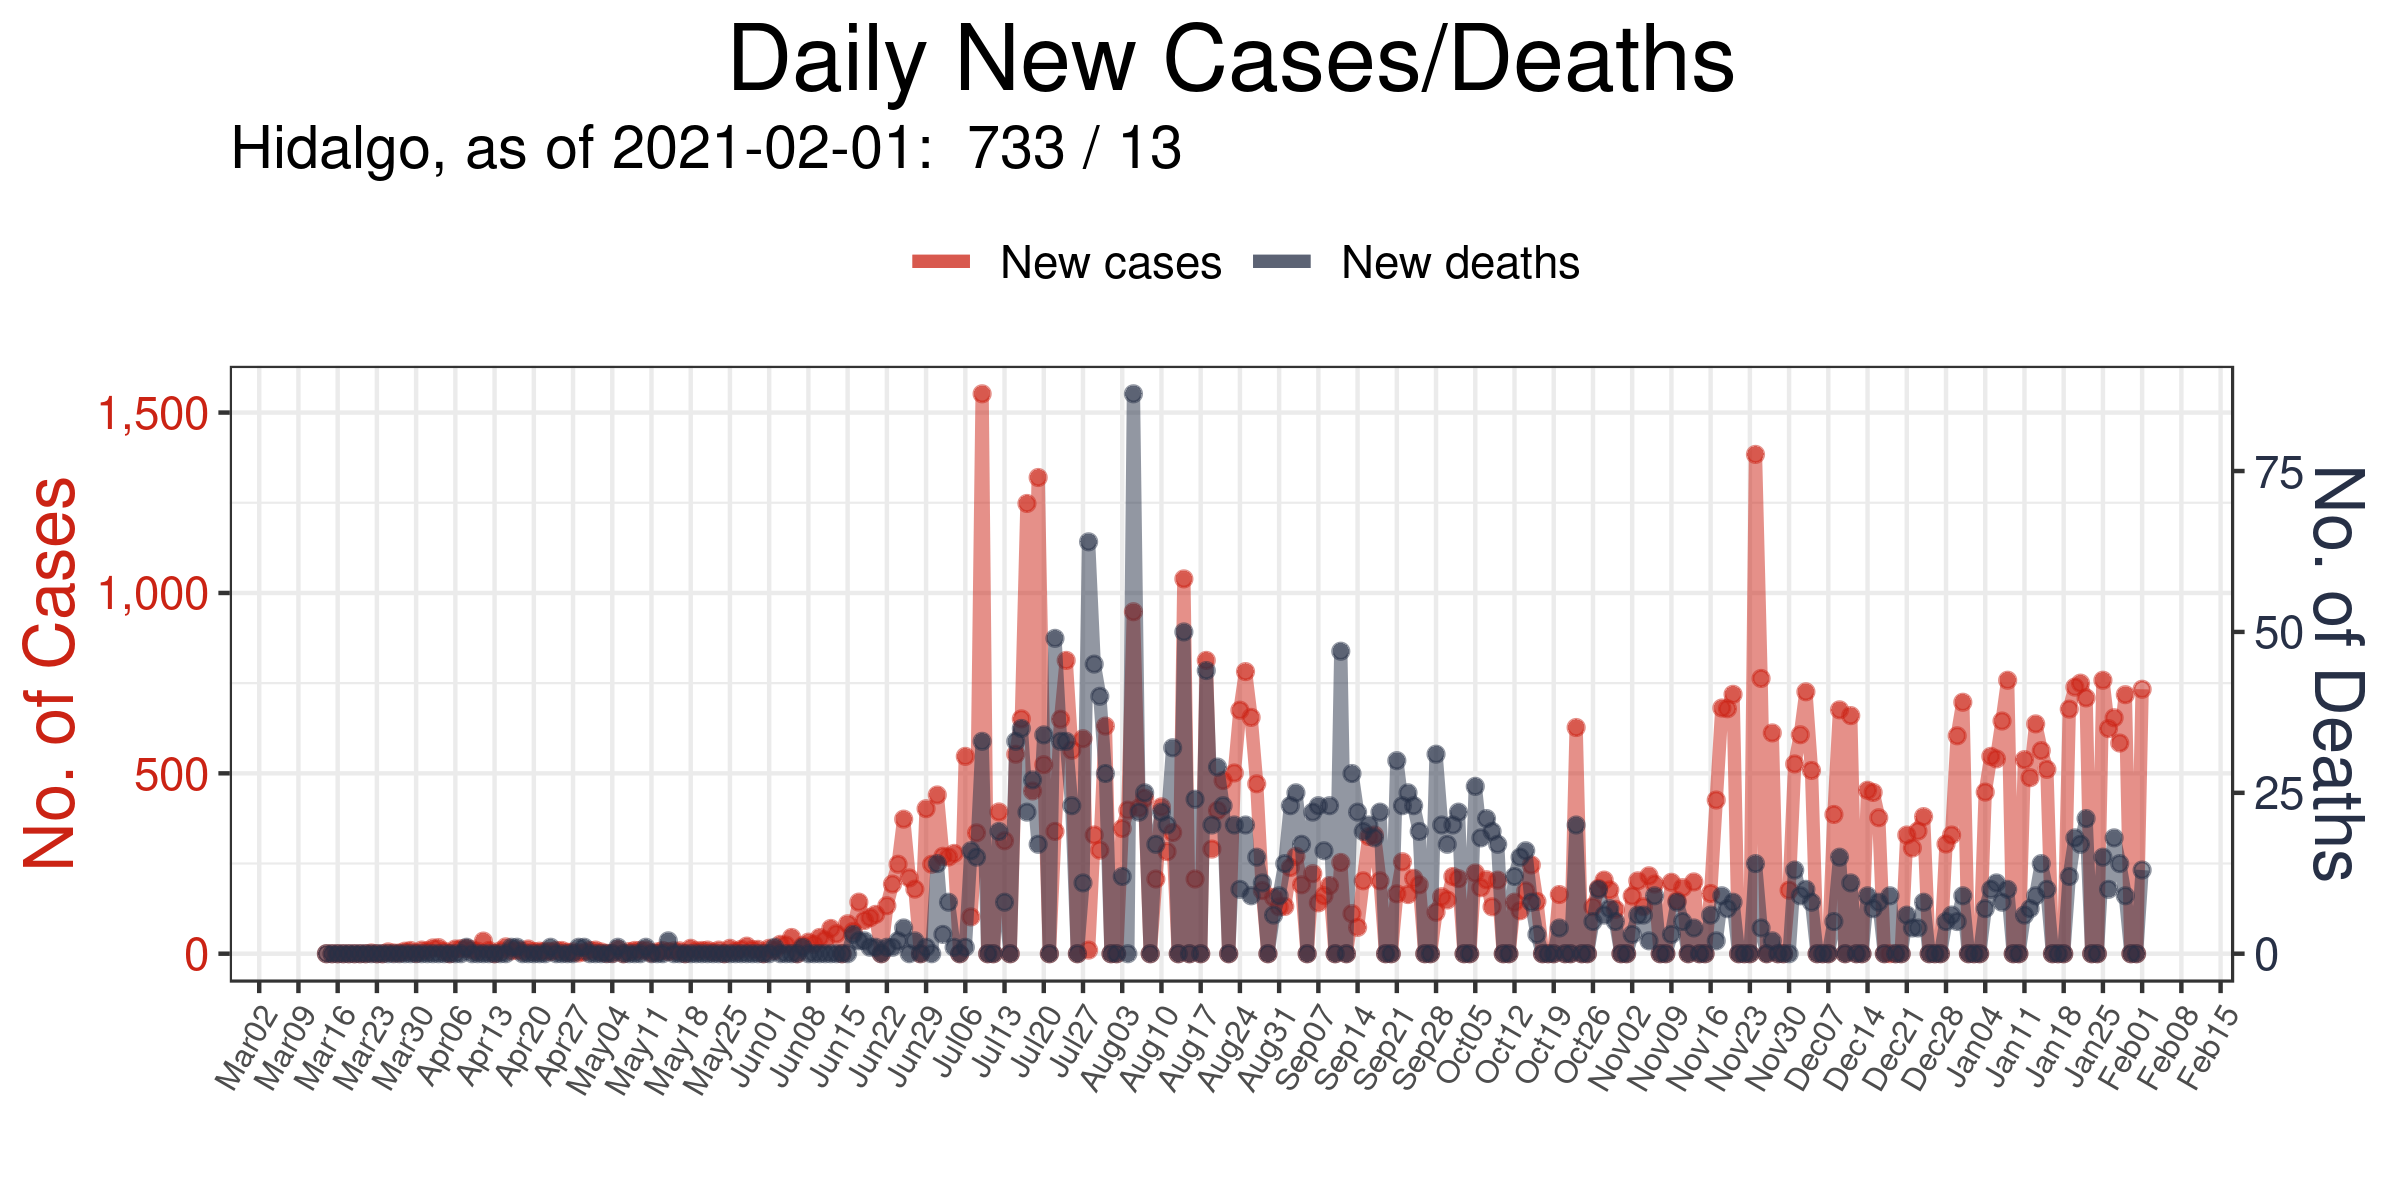 Daily New Cases/Deaths
Hidalgo, as of 2021-02-01:  733 / 13
New cases
New deaths
No. of Cases
1,500
1,000
500
0
75
50
25
0
No. of Deaths
Mar02
Mar09
Mar16
Mar23
Mar30
Apr06
Apr13
Apr20
Apr27
May04
May11
May18
May25
Jun01
Jun08
Jun15
Jun22
Jun29
Jul06
Jul13
Jul20
Jul27
Aug03
Aug10
Aug17
Aug24
Aug31
Sep07
Sep14
Sep21
Sep28
Oct05
Oct12
Oct19
Oct26
Nov02
Nov09
Nov16
Nov23
Nov30
Dec07
Dec14
Dec21
Dec28
Jan04
Jan11
Jan18
Jan25
Feb01
Feb08
Feb15